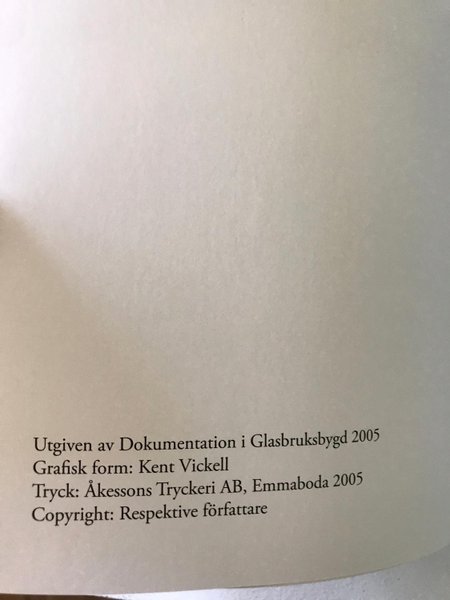 Utgiven av Dokumentation i Glasbruksbygd 2005
Grafisk form: Kent Vickell
Tryck: Åkessons Tryckeri AB, Emmaboda 2005
Copyright: Respektive författare